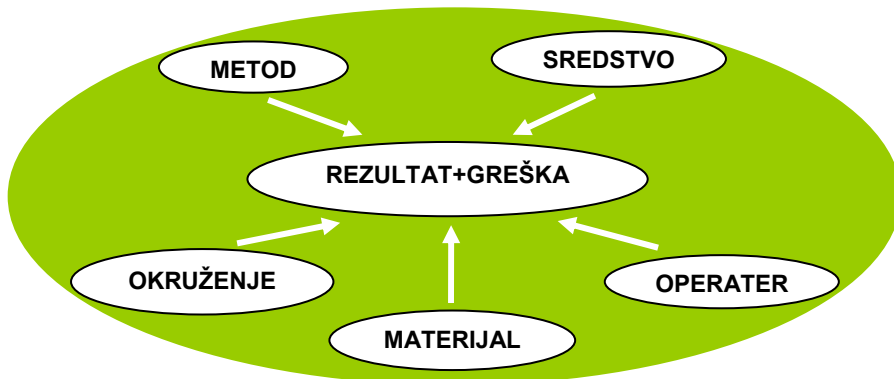 METOD
SREDSTVO
REZULTAT+GREŠKA
OKRUŽENJE
OPERATER
MATERIJAL